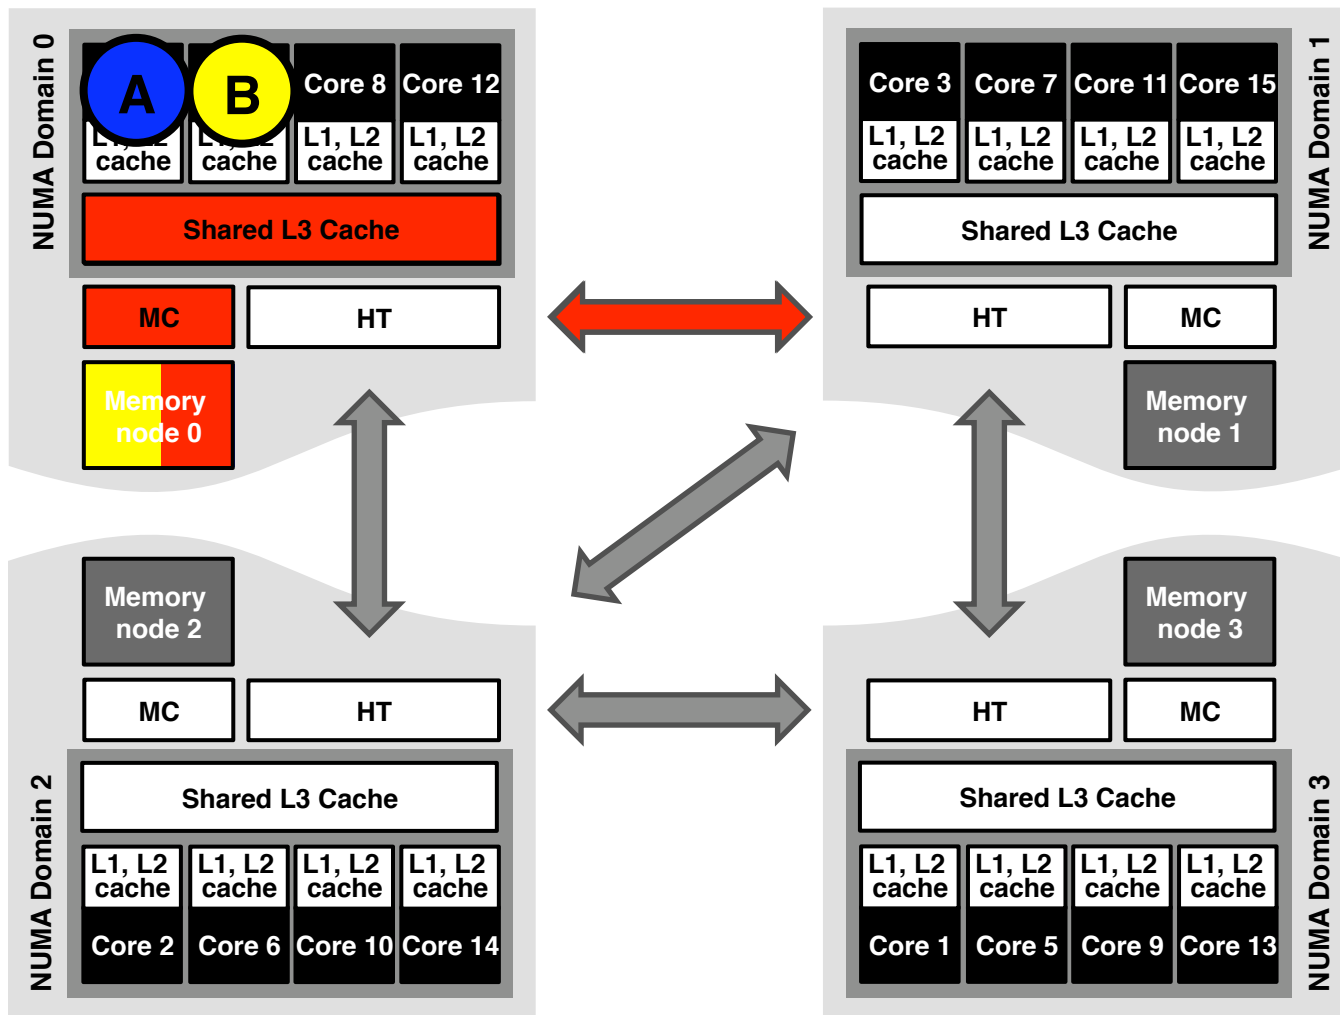 NUMA Domain 0
A
B
Core 8
Core 12
L1, L2
cache
L1, L2
cache
L1, L2
cache
L1, L2
cache
Shared L3 Cache
MC
HT
Memory
node 0
NUMA Domain 1
Core 3
Core 7
Core 11
Core 15
L1, L2
cache
L1, L2
cache
L1, L2
cache
L1, L2
cache
Shared L3 Cache
HT
MC
Memory
node 1
NUMA Domain 2
Memory
node 2
MC
HT
Shared L3 Cache
L1, L2
cache
L1, L2
cache
L1, L2
cache
L1, L2
cache
Core 2
Core 6
Core 10
Core 14
NUMA Domain 3
Memory
node 3
HT
MC
Shared L3 Cache
L1, L2
cache
L1, L2
cache
L1, L2
cache
L1, L2
cache
Core 1
Core 5
Core 9
Core 13